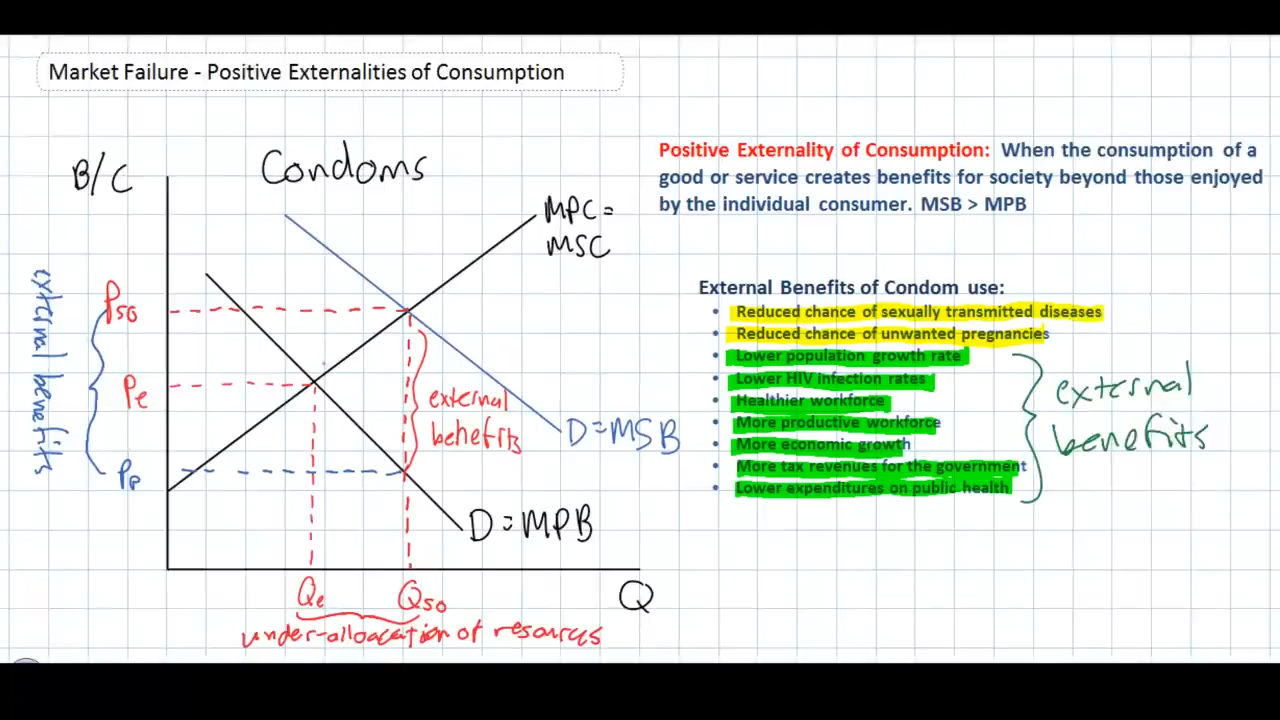 Market Failure - Positive Externalities of Consumption
Condoms
B/C
MPC =
MSC
Pso
Pe
Pp
external benefits
external
benefits
D=MSB
D=MPB
Qe
Qso
Q
under-allocation of resources
Positive Externality of Consumption: When the consumption of a
good or service creates benefits for society beyond those enjoyed
by the individual consumer. MSB > MPB
External Benefits of Condom use:
• Reduced chance of sexually transmitted diseases
• Reduced chance of unwanted pregnancies
• Lower population growth rate
• Lower HIV infection rates
• Healthier workforce
• More productive workforce
• More economic growth
• More tax revenues for the government
• Lower expenditures on public health
external
benefits